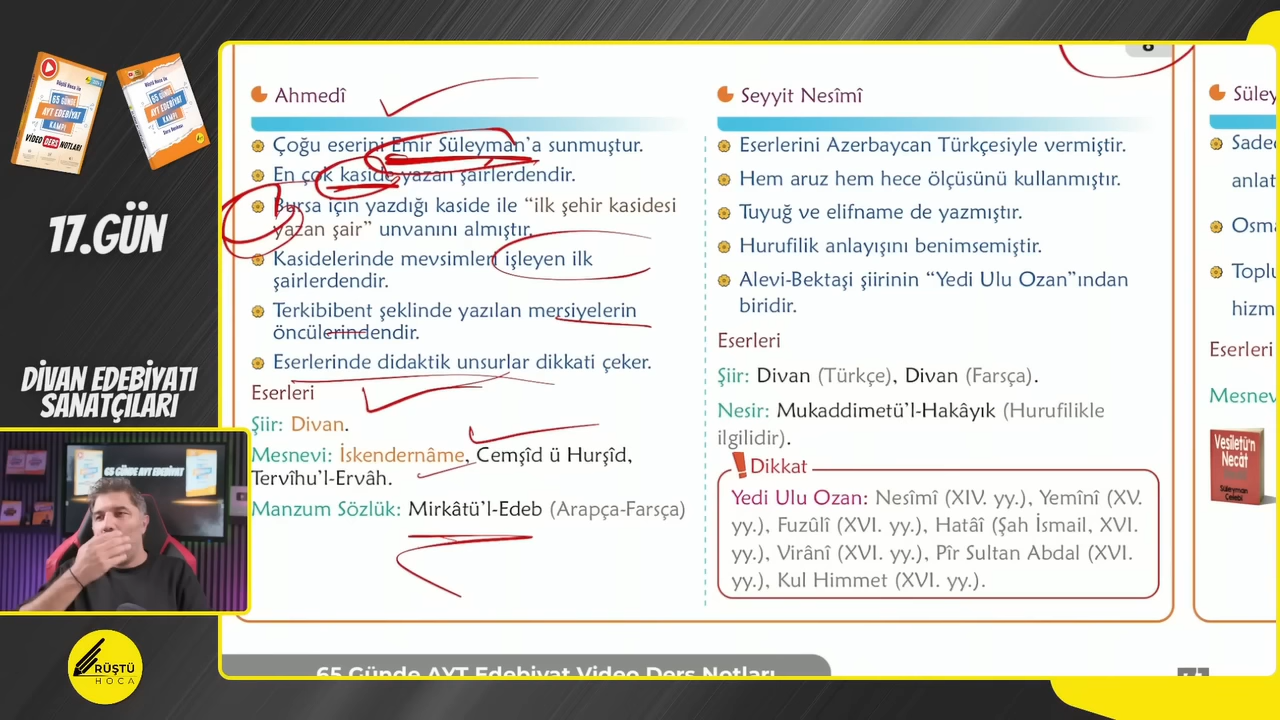 17.GÜN
DİVAN EDEBİYATI
SANATÇILARI
RÜŞTÜ
HOCA
Ahmedî
Çoğu eserini Emir Süleyman'a sunmuştur.
En çok kaside yazan şairlerdendir.
Bursa için yazdığı kaside ile “ilk şehir kasidesi
yazan şair” unvanını almıştır.
Kasidelerinde mevsimleri işleyen ilk
şairlerdendir.
Terkibibent şeklinde yazılan mersiyelerin
öncülerindendir.
Eserlerinde didaktik unsurlar dikkati çeker.
Eserleri
Şiir: Divan.
Mesnevi: İskendernâme, Cemşîd ü Hurşîd,
Tervîhu'l-Ervâh.
Manzum Sözlük: Mirkâtü'l-Edeb (Arapça-Farsça)
Seyyit Nesîmî
Eserlerini Azerbaycan Türkçesiyle vermiştir.
Hem aruz hem hece ölçüsünü kullanmıştır.
Tuyuğ ve elifname de yazmıştır.
Hurufilik anlayışını benimsemiştir.
Alevi-Bektaşi şiirinin “Yedi Ulu Ozan”ından
biridir.
Eserleri
Şiir: Divan (Türkçe), Divan (Farsça).
Nesir: Mukaddimetü'l-Hakâyık (Hurufilikle
ilgilidir).
Dikkat
Yedi Ulu Ozan: Nesîmî (XIV. yy.), Yemînî (XV.
yy.), Fuzûlî (XVI. yy.), Hatâî (Şah İsmail, XVI.
yy.), Virânî (XVI. yy.), Pîr Sultan Abdal (XVI.
yy.), Kul Himmet (XVI. yy.).
Süley
Sadec
anlat
Osma
Toplu
hizm
Eserleri
Mesnev
Vesîletü'n
Necât
Süleyman
Çelebi
65 Günde AYT Edebiyat Video Ders Notları